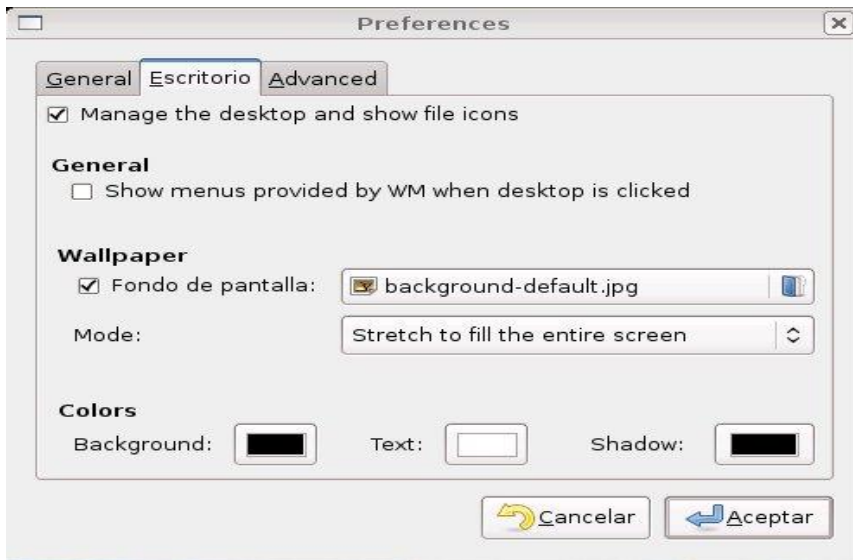 Preferences
General Escritorio Advanced
Manage the desktop and show file icons
General
Show menus provided by WM when desktop is clicked
Wallpaper
Fondo de pantalla: background-default.jpg
Mode: Stretch to fill the entire screen
Colors
Background: Text: Shadow:
Cancelar Aceptar